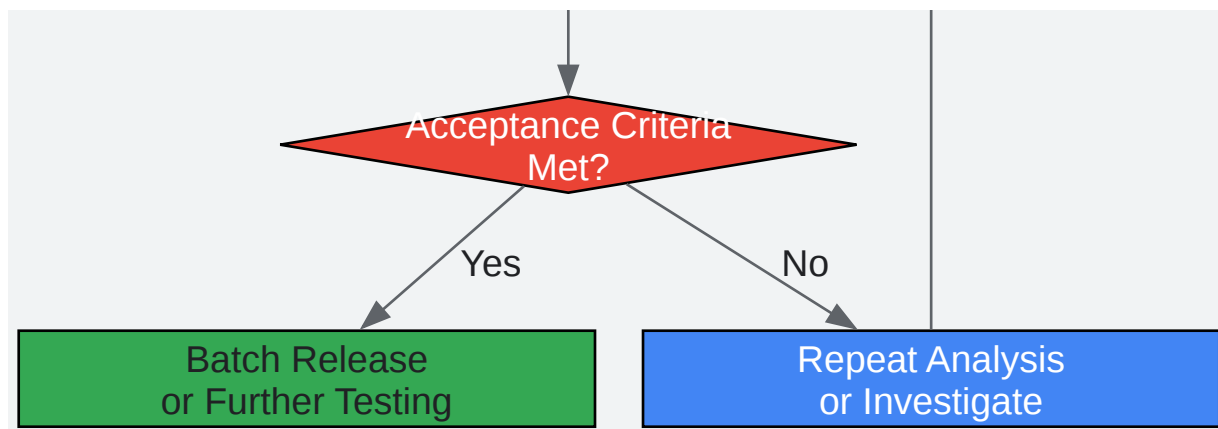 Acceptance Criteria
Met?
Yes
No
Batch Release
or Further Testing
Repeat Analysis
or Investigate